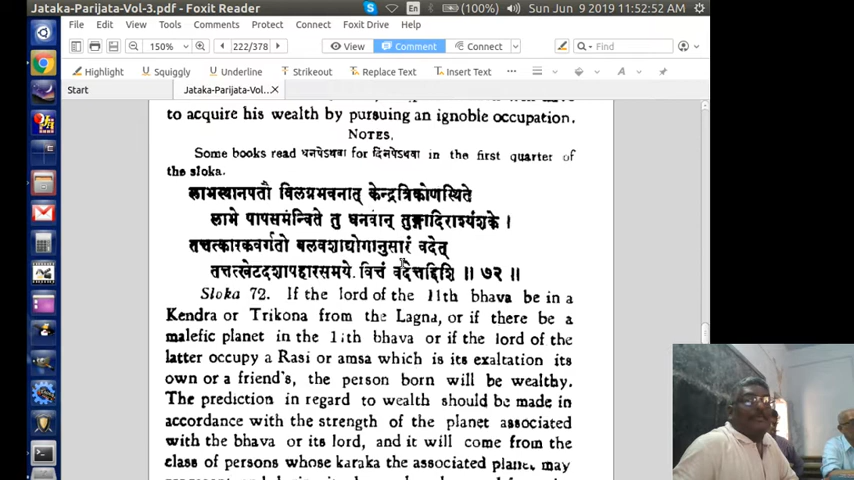 Jataka-Parijata-Vol-3.pdf - Foxit Reader
(100%)
Sun Jun 9 2019 11:52:52 AM
File Edit View Tools Comments Foxit Drive Help
150% 222/378 View Comment Connect Find
Highlight Squiggly Underline Strikeout Replace Text Insert Text
Start Jataka-Parijata-Vol...
to acquire his wealth by pursuing an ignoble occupation.
NOTES.
Some books read धनपेऽथवा for दिनपेऽथवा in the first quarter of
the sloka.
लाभस्थानपतौ विलग्नभवनात् केन्द्रत्रिकोणस्थिते
लाभे पापसमन्विते तु धनवान् तुङ्गादिराश्यंशके ।
तत्तत्कारकवर्गतो बलवशाद्योगानुसारं वदेत्
तत्तत्खेटदशापहारसमये. वित्तं वदेत्तद्दिशि ॥ ७२ ॥
Sloka 72. If the lord of the 11th bhava be in a
Kendra or Trikona from the Lagna, or if there be a
malefic planet in the 11th bhava or if the lord of the
latter occupy a Rasi or amsa which is its exaltation its
own or a friend's, the person born will be wealthy.
The prediction in regard to wealth should be made in
accordance with the strength of the planet associated
with the bhava or its lord, and it will come from the
class of persons whose karaka the associated planet may